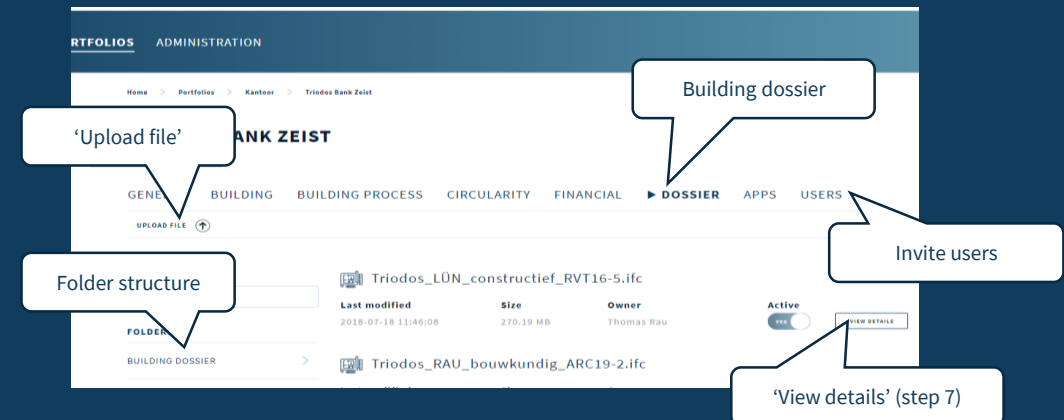 RTFOLIOS ADMINISTRATION
Building dossier
Home > Portfolios > Kantoor > Triodos Bank Zeist
'Upload file'
ANK ZEIST
GENE BUILDING BUILDING PROCESS CIRCULARITY FINANCIAL ▶ DOSSIER APPS USERS
UPLOAD FILE
Invite users
Folder structure
Triodos_LÜN_constructief_RVT16-5.ifc
Last modified Size Owner Active
2018-07-18 11:46:08 270.19 MB Thomas Rau YES VIEW DETAILS
FOLDER
BUILDING DOSSIER >
Triodos_RAU_bouwkundig_ARC19-2.ifc
'View details' (step 7)